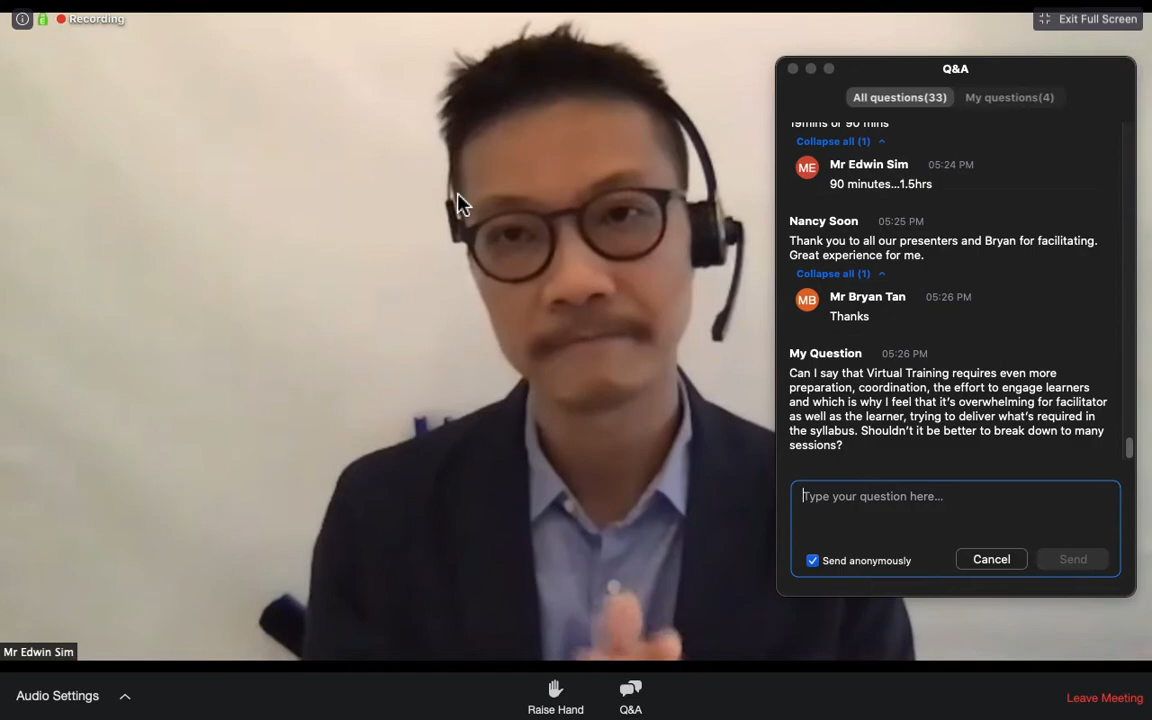 Recording
Exit Full Screen
Q&A
All questions(33) My questions(4)
19mins or 90 mins
Collapse all (1)
ME Mr Edwin Sim 05:24 PM
90 minutes...1.5hrs
Nancy Soon 05:25 PM
Thank you to all our presenters and Bryan for facilitating.
Great experience for me.
Collapse all (1)
MB Mr Bryan Tan 05:26 PM
Thanks
My Question 05:26 PM
Can I say that Virtual Training requires even more
preparation, coordination, the effort to engage learners
and which is why I feel that it's overwhelming for facilitator
as well as the learner, trying to deliver what's required in
the syllabus. Shouldn't it be better to break down to many
sessions?
Type your question here...
Send anonymously Cancel Send
Mr Edwin Sim
Audio Settings Raise Hand Q&A Leave Meeting